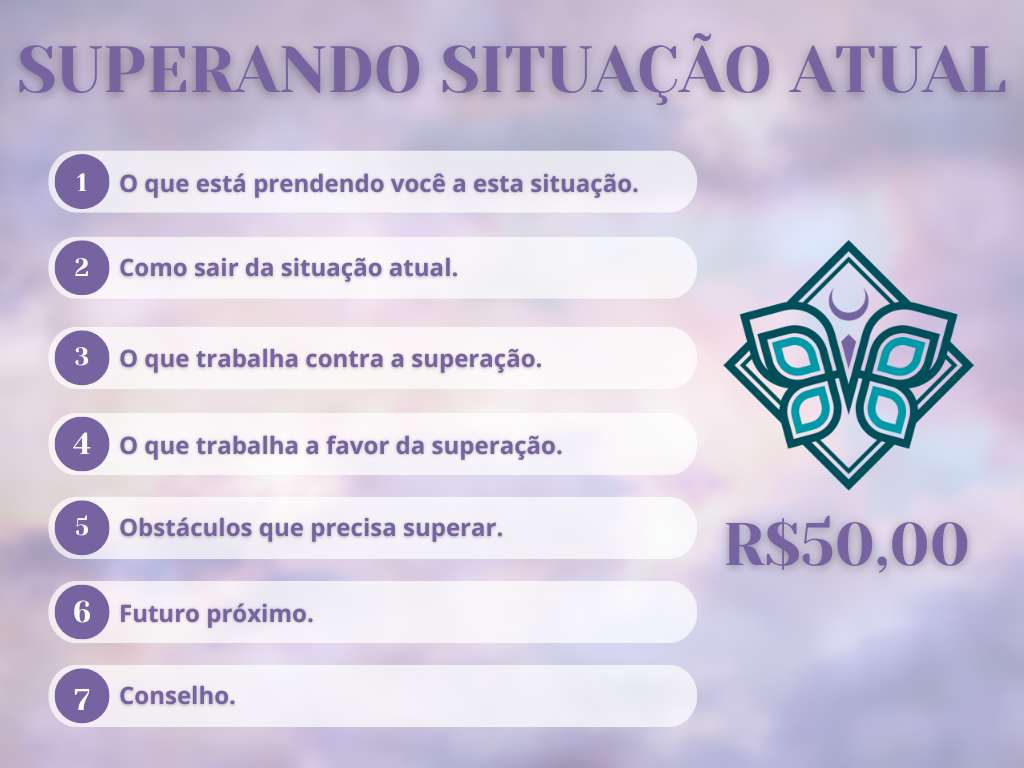 SUPERANDO SITUAÇÃO ATUAL
1 O que está prendendo você a esta situação.
2 Como sair da situação atual.
3 O que trabalha contra a superação.
4 O que trabalha a favor da superação.
5 Obstáculos que precisa superar.
6 Futuro próximo.
7 Conselho.
R$50,00